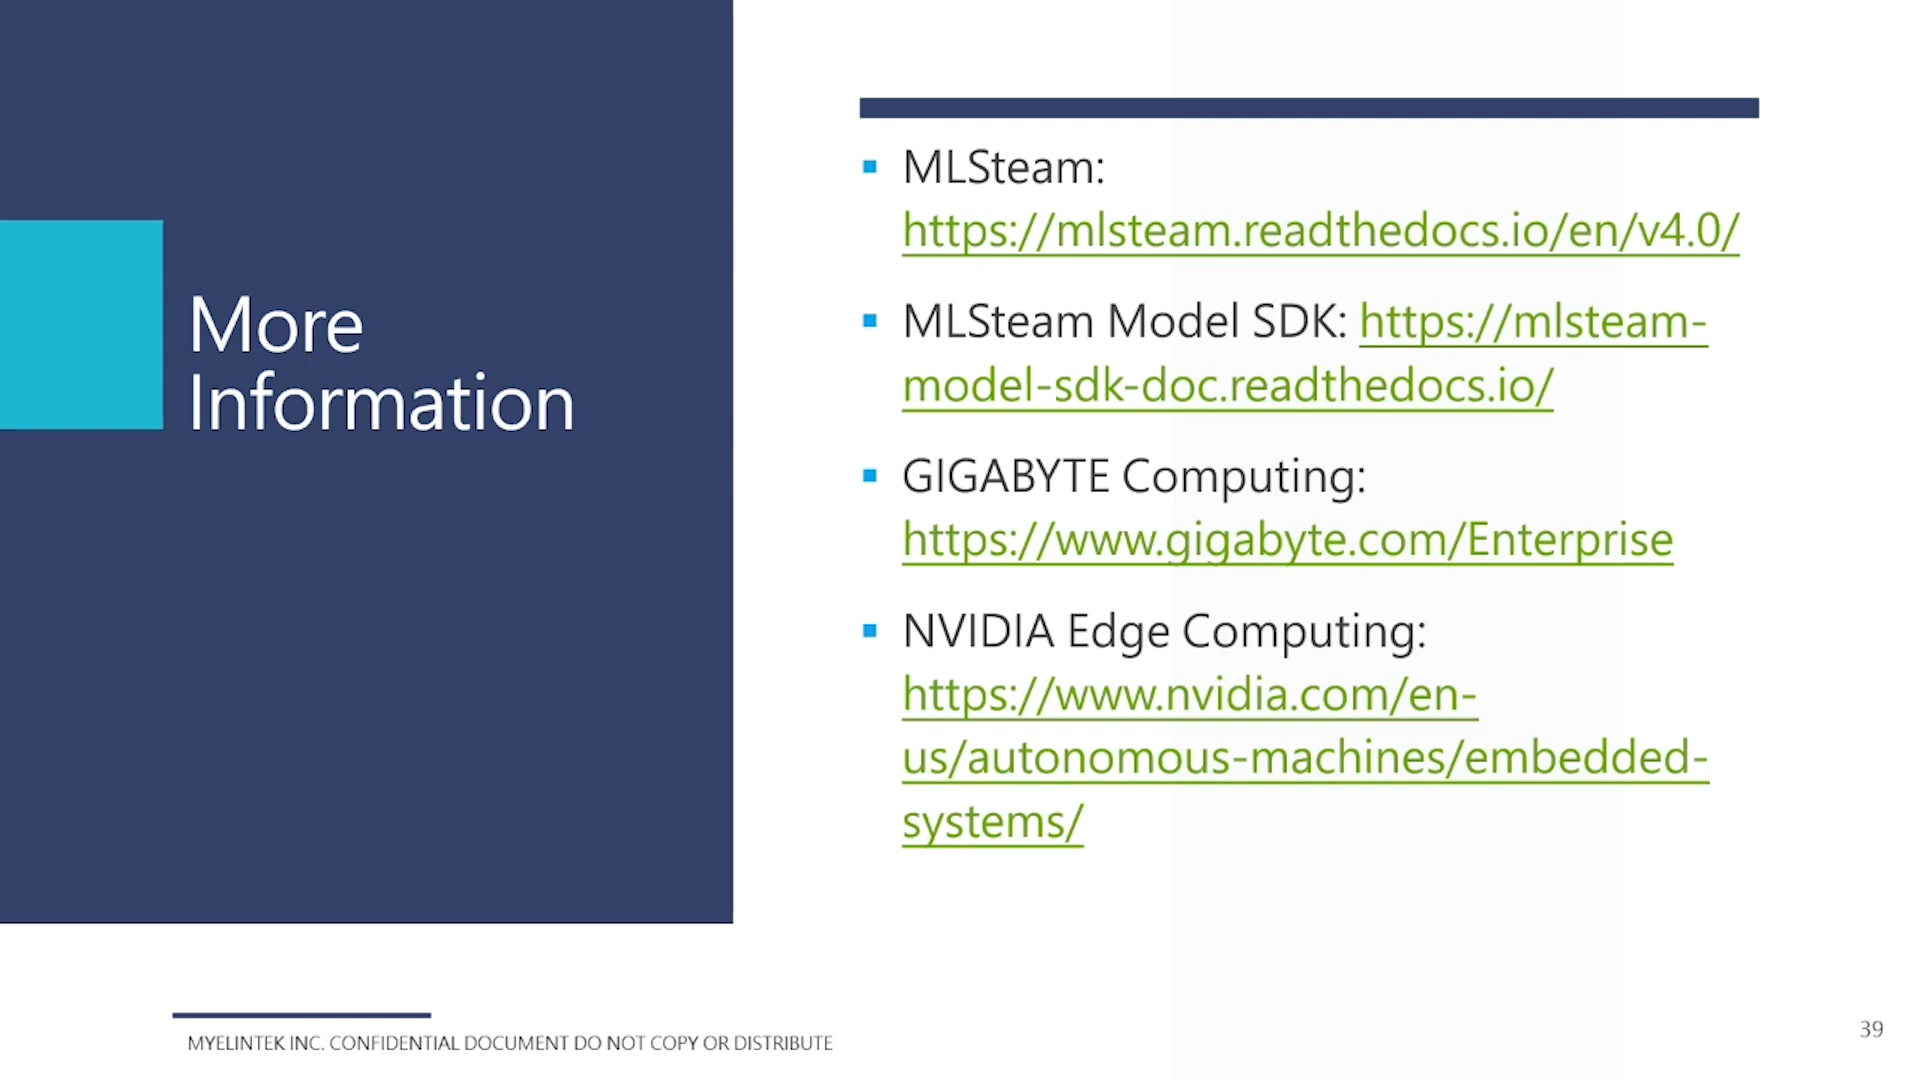 More
Information
MLSteam:
https://mlsteam.readthedocs.io/en/v4.0/
MLSteam Model SDK: https://mlsteam-
model-sdk-doc.readthedocs.io/
GIGABYTE Computing:
https://www.gigabyte.com/Enterprise
NVIDIA Edge Computing:
https://www.nvidia.com/en-
us/autonomous-machines/embedded-
systems/
MYELINTEK INC. CONFIDENTIAL DOCUMENT DO NOT COPY OR DISTRIBUTE
39